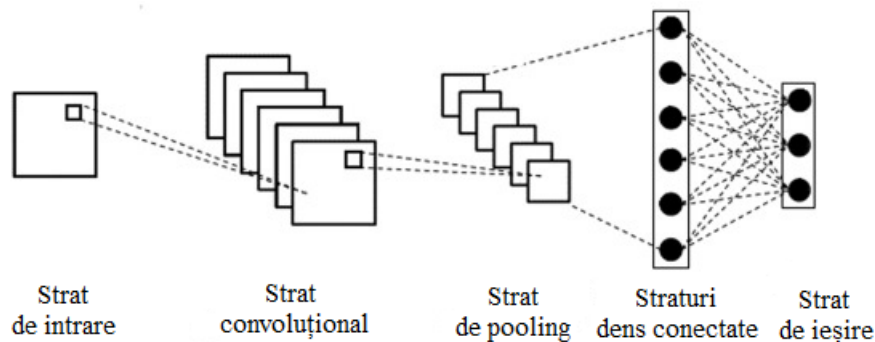 Strat
de intrare
Strat
convoluțional
Strat
de pooling
Straturi
dens conectate
Strat
de ieșire